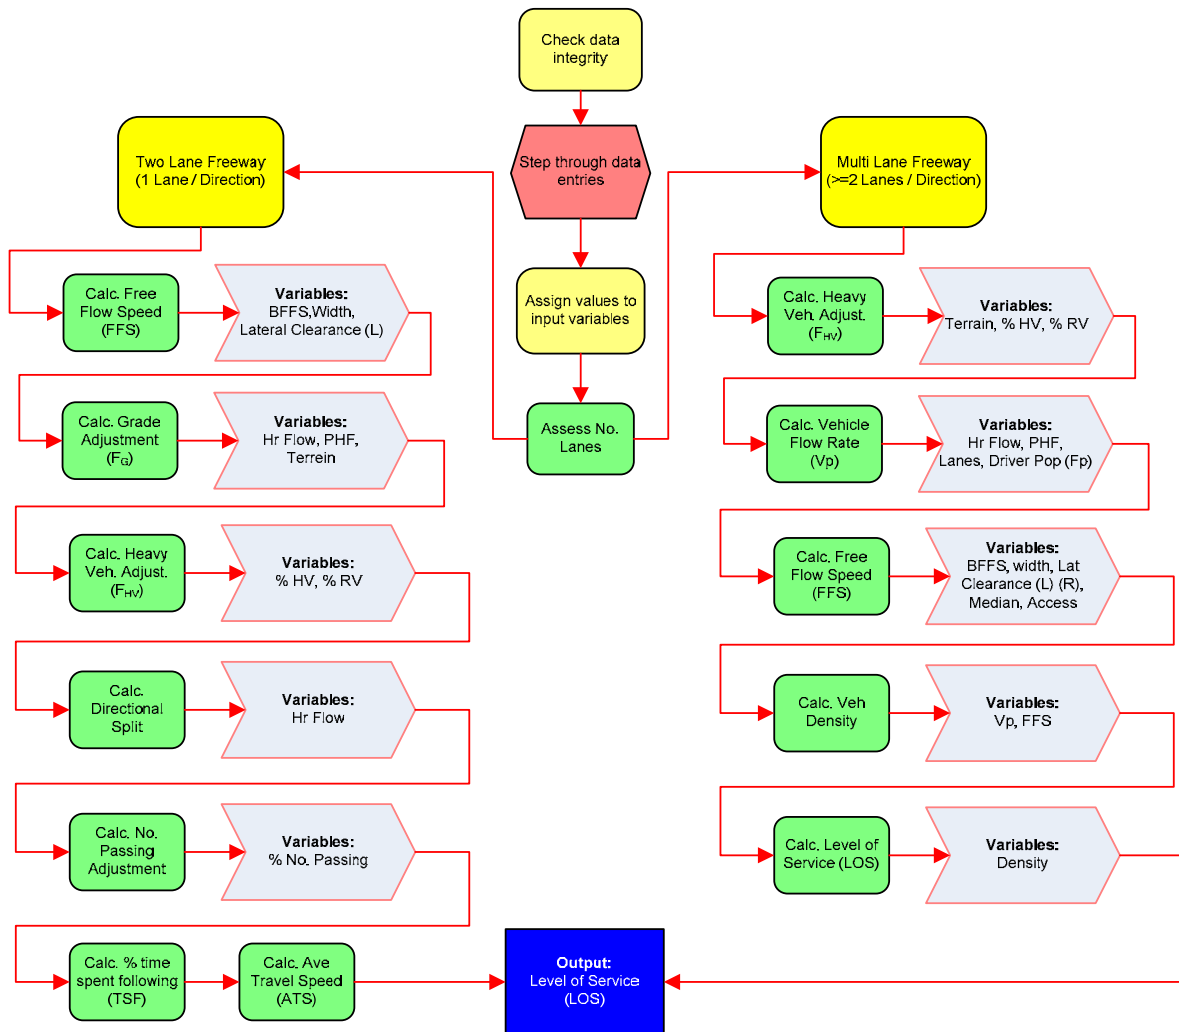 Check data
integrity
Step through data
entries
Assign values to
input variables
Assess No.
Lanes
Two Lane Freeway
(1 Lane / Direction)
Calc. Free
Flow Speed
(FFS)
Variables:
BFFS,Width,
Lateral Clearance (L)
Calc. Grade
Adjustment
(FG)
Variables:
Hr Flow, PHF,
Terrein
Calc. Heavy
Veh. Adjust.
(FHV)
Variables:
% HV, % RV
Calc.
Directional
Split
Variables:
Hr Flow
Calc. No.
Passing
Adjustment
Variables:
% No. Passing
Calc. % time
spent following
(TSF)
Calc. Ave
Travel Speed
(ATS)
Multi Lane Freeway
(>=2 Lanes / Direction)
Calc. Heavy
Veh. Adjust.
(FHV)
Variables:
Terrain, % HV, % RV
Calc. Vehicle
Flow Rate
(Vp)
Variables:
Hr Flow, PHF,
Lanes, Driver Pop (Fp)
Calc. Free
Flow Speed
(FFS)
Variables:
BFFS, width, Lat
Clearance (L) (R),
Median, Access
Calc. Veh
Density
Variables:
Vp, FFS
Calc. Level of
Service (LOS)
Variables:
Density
Output:
Level of Service
(LOS)